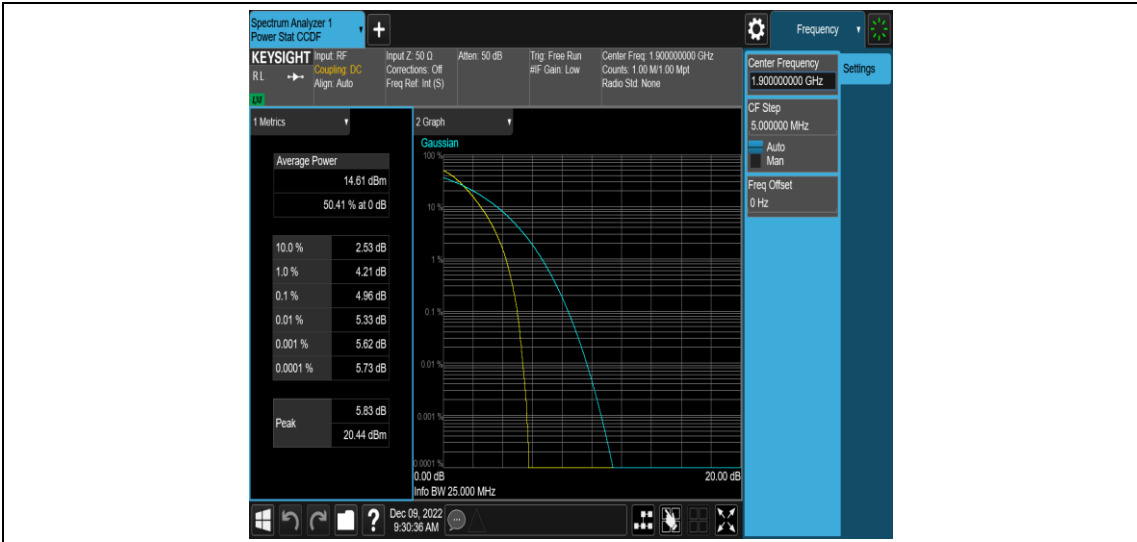 Spectrum Analyzer 1
Power Stat CCDF
+
Frequency
KEYSIGHT
R L
LXI
Input: RF
Coupling: DC
Align: Auto
Input Z: 50 Ω
Corrections: Off
Freq Ref: Int (S)
Atten: 50 dB
Trig: Free Run
#IF Gain: Low
Center Freq: 1.900000000 GHz
Counts: 1.00 M/1.00 Mpt
Radio Std: None
Center Frequency
1.900000000 GHz
Settings
CF Step
5.000000 MHz
Auto
Man
Freq Offset
0 Hz
1 Metrics
Average Power
14.61 dBm
50.41 % at 0 dB
10.0 % 2.53 dB
1.0 % 4.21 dB
0.1 % 4.96 dB
0.01 % 5.33 dB
0.001 % 5.62 dB
0.0001 % 5.73 dB
Peak 5.83 dB
20.44 dBm
2 Graph
Gaussian
100 %
10 %
1 %
0.1 %
0.01 %
0.001 %
0.0001 %
0.00 dB 20.00 dB
Info BW 25.000 MHz
?
Dec 09, 2022
9:30:36 AM